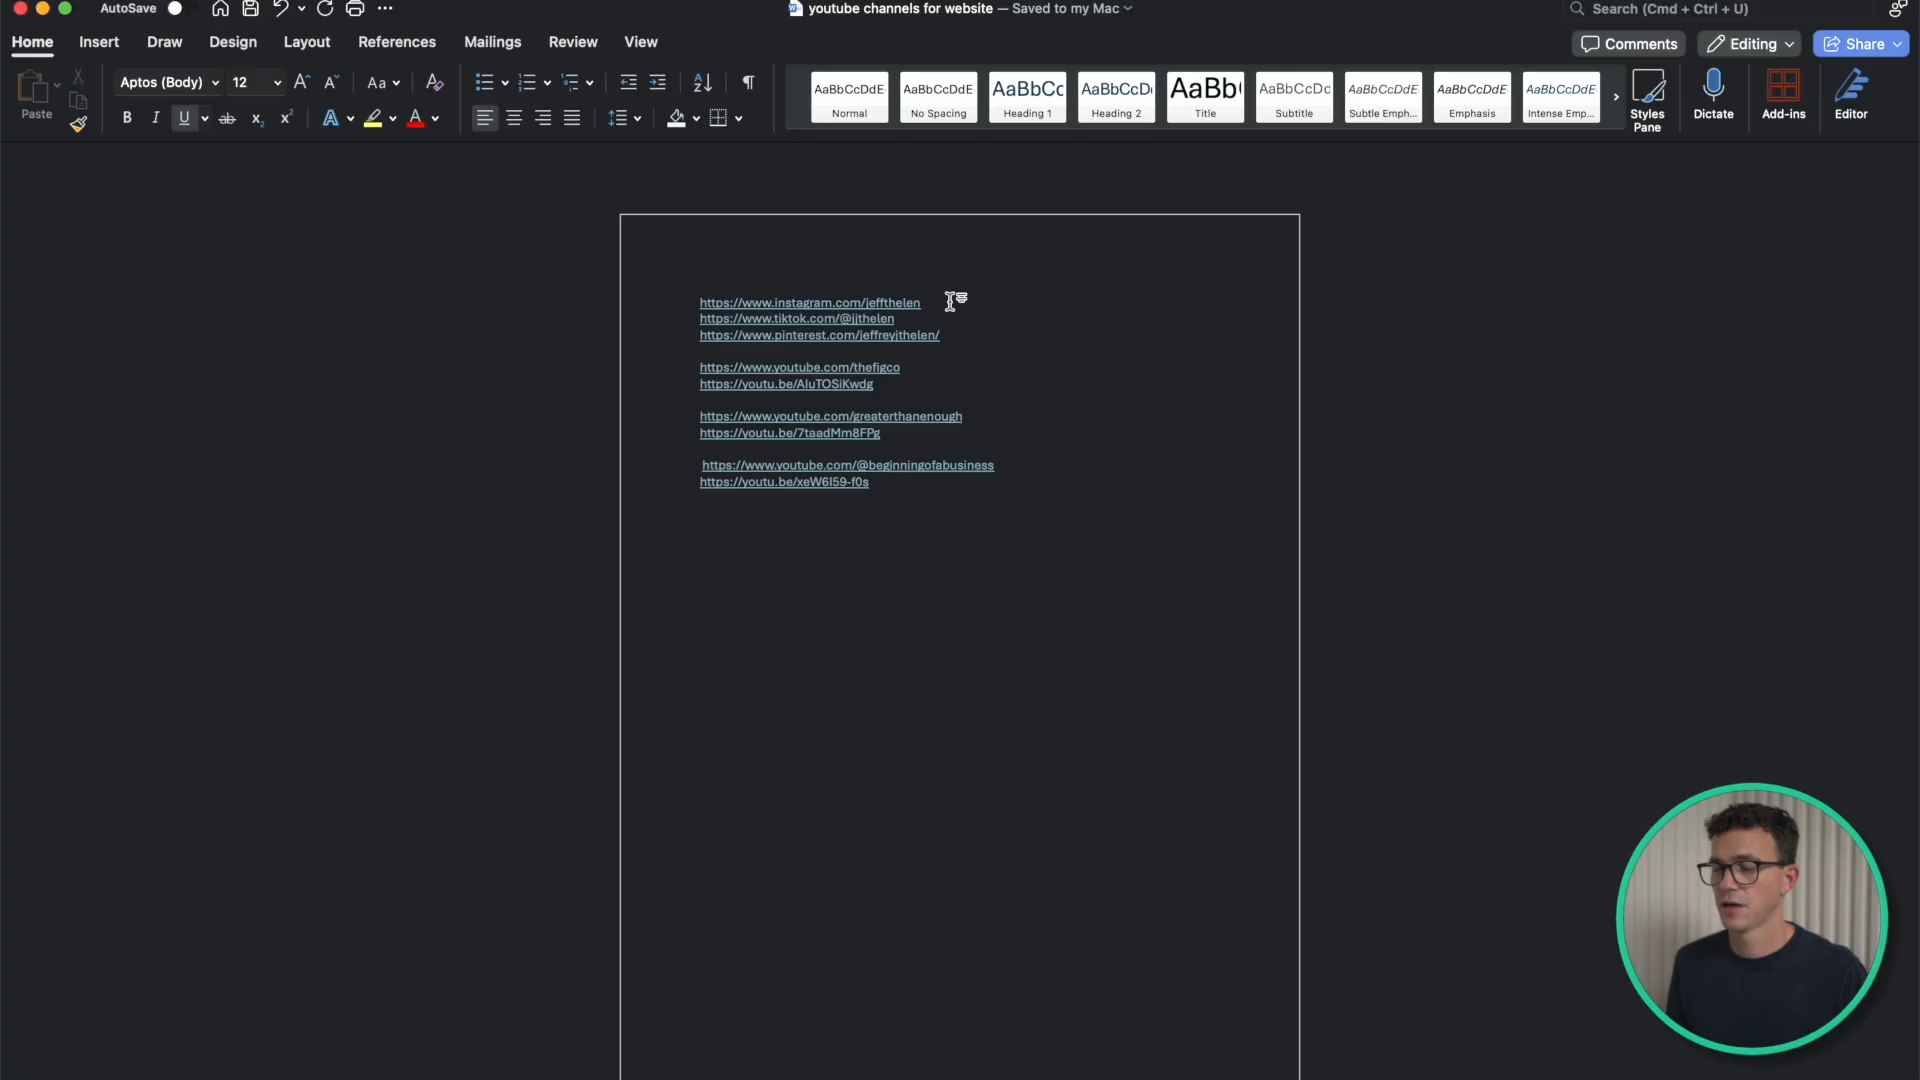 AutoSave
youtube channels for website — Saved to my Mac
Search (Cmd + Ctrl + U)
Home Insert Draw Design Layout References Mailings Review View
Comments Editing Share
Paste
Aptos (Body) 12
AaBbCcDdE Normal
AaBbCcDdE No Spacing
AaBbCc Heading 1
AaBbCcD Heading 2
AaBb Title
AaBbCcDd Subtitle
AaBbCcDdE Subtle Emph...
AaBbCcDdE Emphasis
AaBbCcDdE Intense Emp...
Styles Pane
Dictate
Add-ins
Editor
https://www.instagram.com/jeffthelen
https://www.tiktok.com/@jjthelen
https://www.pinterest.com/jeffreyjthelen/
https://www.youtube.com/thefigco
https://youtu.be/AluTOSiKwdg
https://www.youtube.com/greaterthanenough
https://youtu.be/7taadMm8FPg
https://www.youtube.com/@beginningofabusiness
https://youtu.be/xeW6I59-f0s